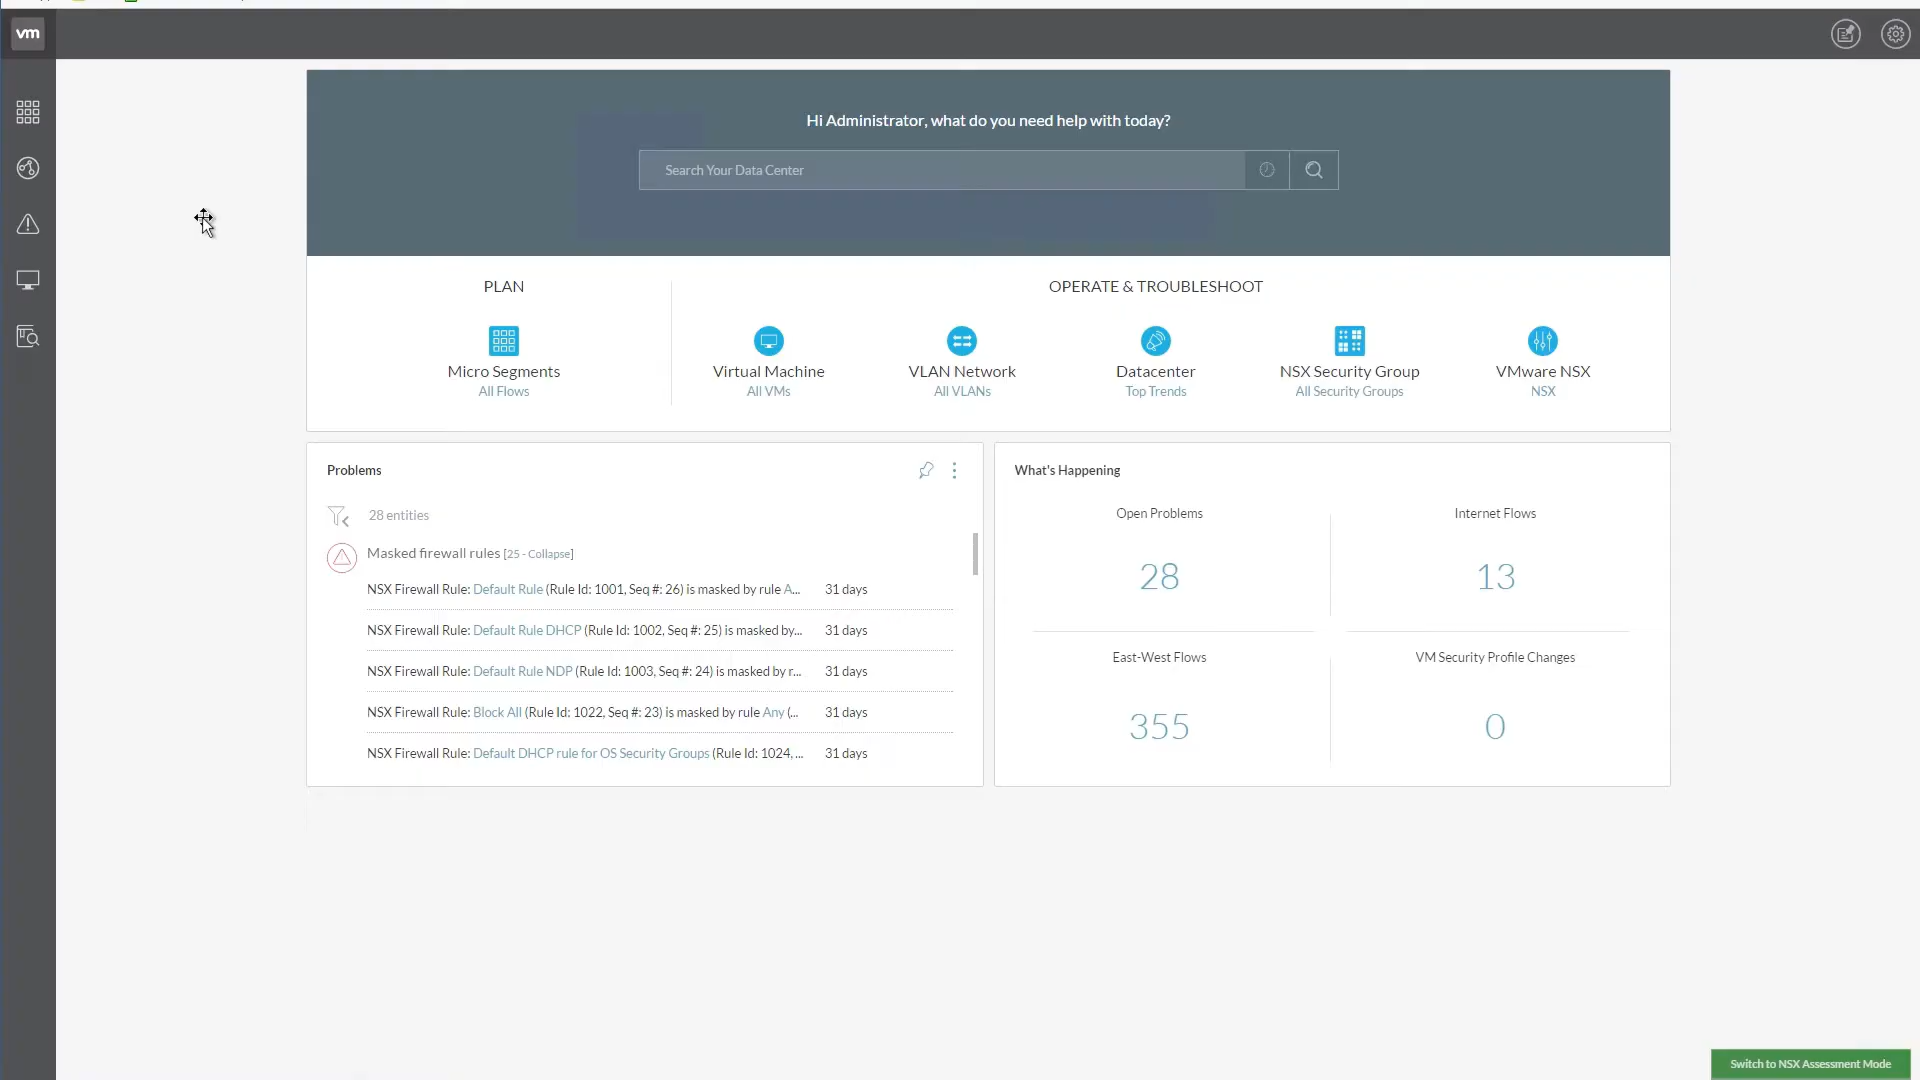 vm
Hi Administrator, what do you need help with today?
Search Your Data Center
PLAN
OPERATE & TROUBLESHOOT
Micro Segments
All Flows
Virtual Machine
All VMs
VLAN Network
All VLANs
Datacenter
Top Trends
NSX Security Group
All Security Groups
VMware NSX
NSX
Problems
28 entities
Masked firewall rules [25 - Collapse]
NSX Firewall Rule: Default Rule (Rule Id: 1001, Seq #: 26) is masked by rule A... 31 days
NSX Firewall Rule: Default Rule DHCP (Rule Id: 1002, Seq #: 25) is masked by... 31 days
NSX Firewall Rule: Default Rule NDP (Rule Id: 1003, Seq #: 24) is masked by r... 31 days
NSX Firewall Rule: Block All (Rule Id: 1022, Seq #: 23) is masked by rule Any (... 31 days
NSX Firewall Rule: Default DHCP rule for OS Security Groups (Rule Id: 1024, ... 31 days
What's Happening
Open Problems
28
Internet Flows
13
East-West Flows
355
VM Security Profile Changes
0
Switch to NSX Assessment Mode